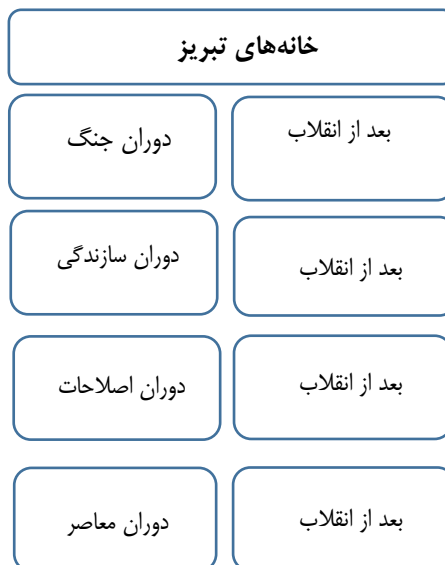 خانه‌های تبریز
بعد از انقلاب
دوران جنگ
بعد از انقلاب
دوران سازندگی
بعد از انقلاب
دوران اصلاحات
بعد از انقلاب
دوران معاصر